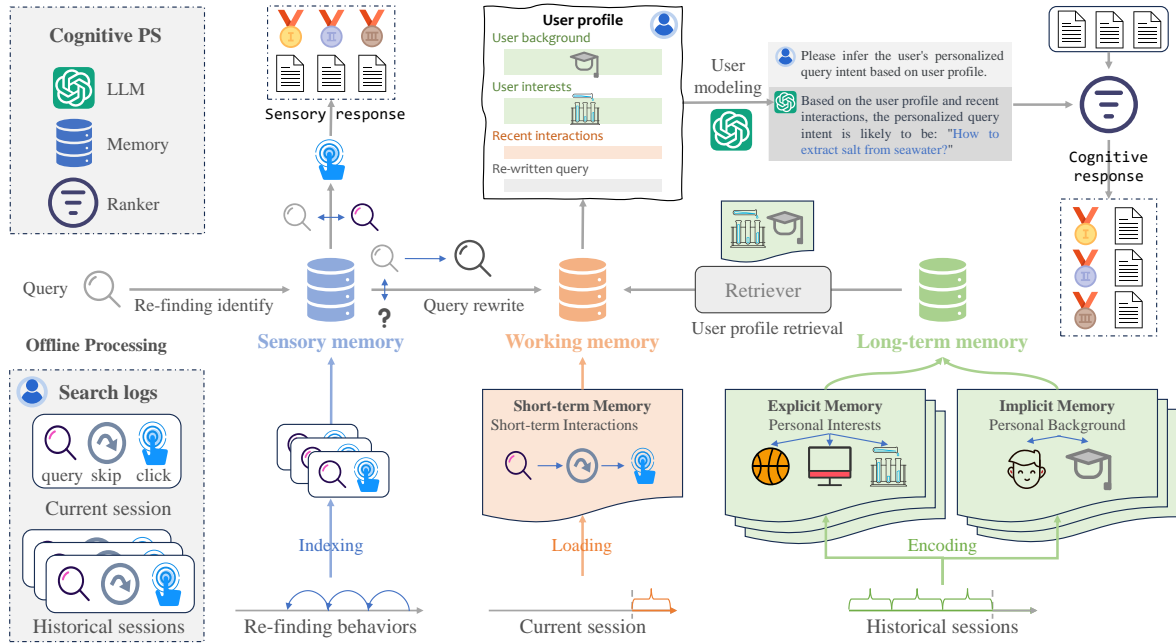 Cognitive PS
LLM
Memory
Ranker
I
II
III
Sensory response
User profile
User background
User interests
Recent interactions
Re-written query
User
modeling
Please infer the user's personalized
query intent based on user profile.
Based on the user profile and recent
interactions, the personalized query
intent is likely to be: "How to
extract salt from seawater?"
Cognitive
response
I
II
III
Query
Re-finding identify
?
Query rewrite
Retriever
User profile retrieval
Sensory memory
Working memory
Long-term memory
Offline Processing
Search logs
query skip click
Current session
Historical sessions
Indexing
Re-finding behaviors
Short-term Memory
Short-term Interactions
Loading
Current session
Explicit Memory
Personal Interests
Implicit Memory
Personal Background
Encoding
Historical sessions